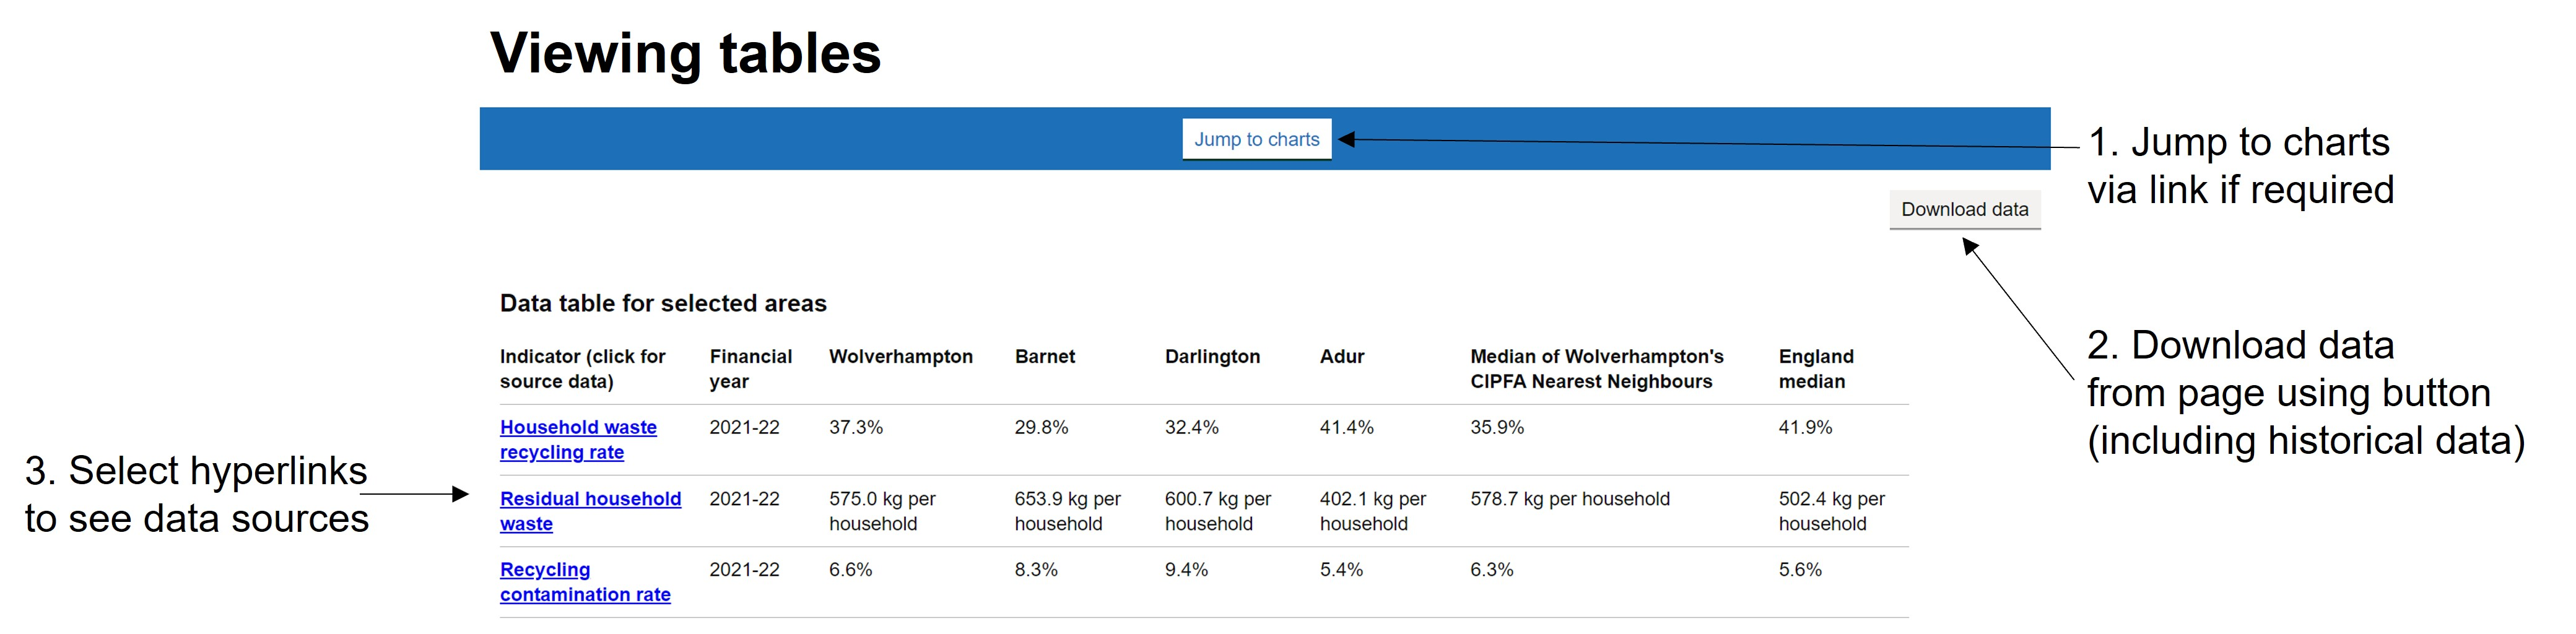 Viewing tables
Jump to charts
1. Jump to charts
via link if required
Download data
2. Download data
from page using button
(including historical data)
3. Select hyperlinks
to see data sources
Data table for selected areas
Indicator (click for source data) Financial year Wolverhampton Barnet Darlington Adur Median of Wolverhampton's CIPFA Nearest Neighbours England median
Household waste recycling rate 2021-22 37.3% 29.8% 32.4% 41.4% 35.9% 41.9%
Residual household waste 2021-22 575.0 kg per household 653.9 kg per household 600.7 kg per household 402.1 kg per household 578.7 kg per household 502.4 kg per household
Recycling contamination rate 2021-22 6.6% 8.3% 9.4% 5.4% 6.3% 5.6%